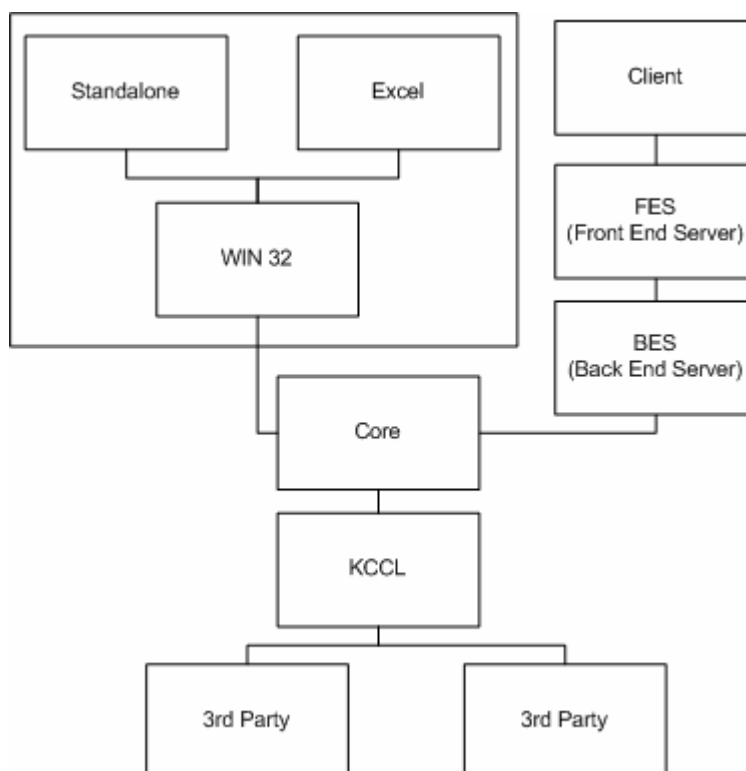 Standalone
Excel
Client
WIN 32
FES
(Front End Server)
BES
(Back End Server)
Core
KCCL
3rd Party
3rd Party